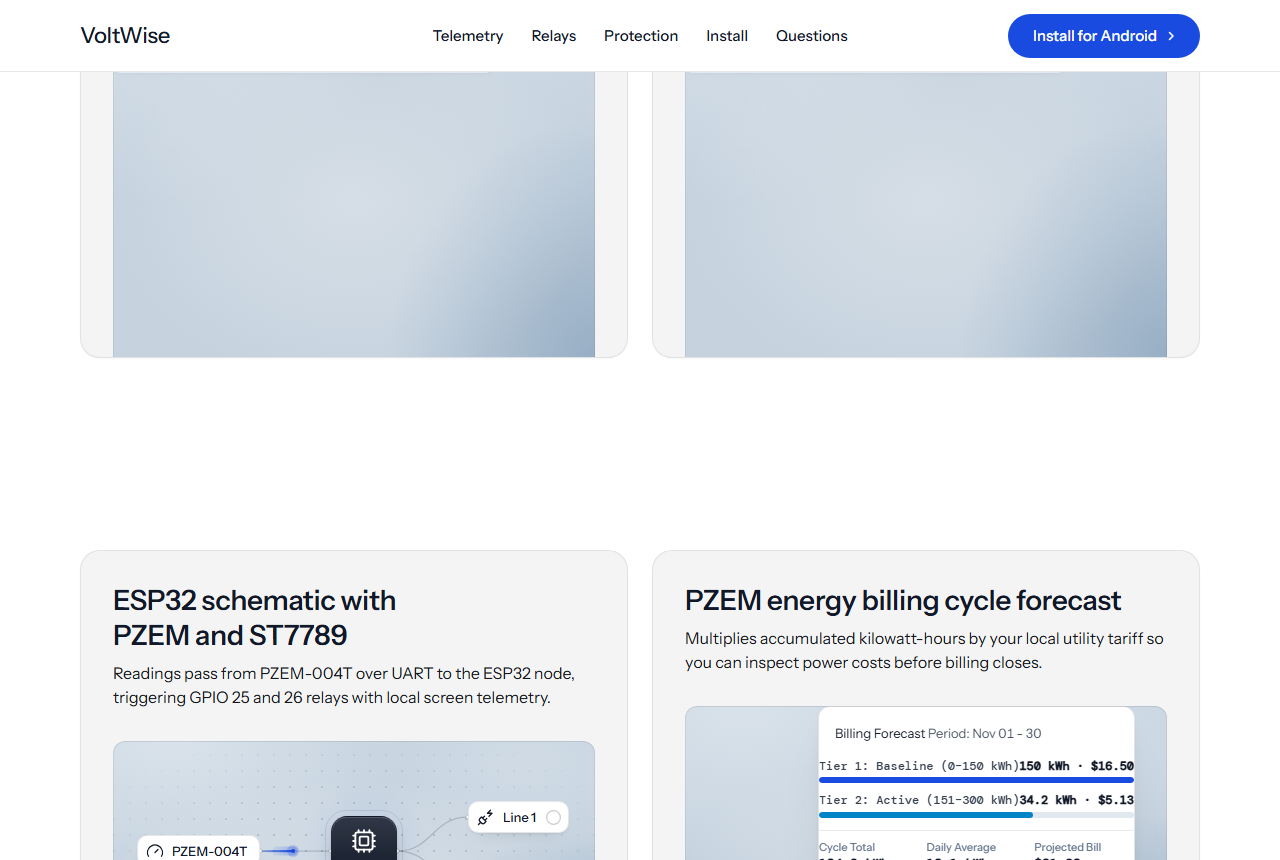 VoltWise
Telemetry
Relays
Protection
Install
Questions
Install for Android
ESP32 schematic with
PZEM and ST7789
Readings pass from PZEM-004T over UART to the ESP32 node,
triggering GPIO 25 and 26 relays with local screen telemetry.
PZEM-004T
Line 1
PZEM energy billing cycle forecast
Multiplies accumulated kilowatt-hours by your local utility tariff so
you can inspect power costs before billing closes.
Billing Forecast Period: Nov 01 - 30
Tier 1: Baseline (0-150 kWh)150 kWh · $16.50
Tier 2: Active (151-300 kWh)34.2 kWh · $5.13
Cycle Total
Daily Average
Projected Bill